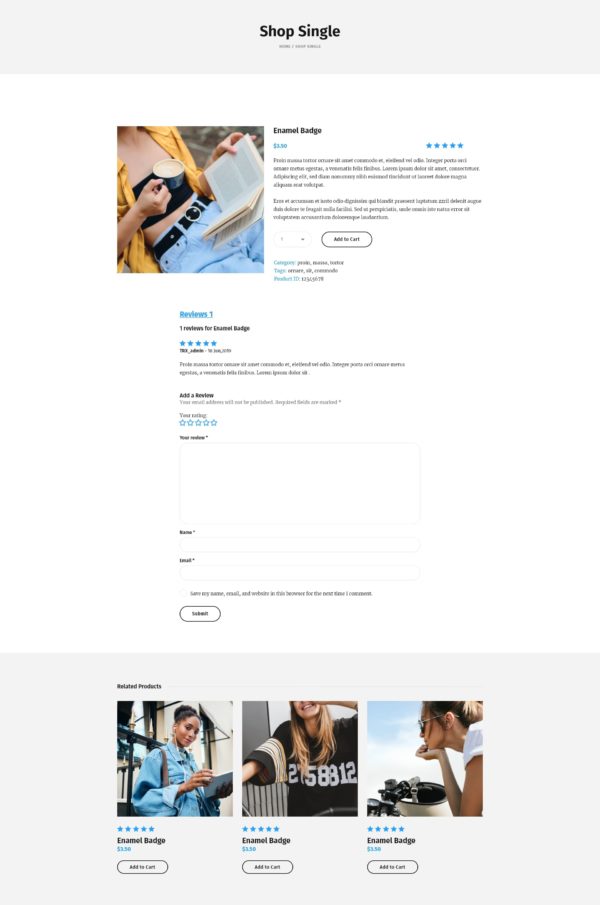 Shop Single
HOME / SHOP SINGLE
Enamel Badge
$3.50
Proin massa tortor ornare sit amet commodo et, eleifend vel odio. Integer porta orci
ornare metus egestas, a venenatis felis finibus. Lorem ipsum dolor sit amet, consectetuer.
Adipiscing elit, sed diam nonummy nibh euismod tincidunt ut laoreet dolore magna
aliquam erat volutpat.
Eros et accumsan et iusto odio dignissim qui blandit praesent luptatum zzril delenit augue
duis dolore te feugait nulla facilisi. Sed ut perspiciatis, unde omnis iste natus error sit
voluptatem accusantium doloremque laudantium.
1
Add to Cart
Category: proin, massa, tortor
Tags: ornare, sit, commodo
Product ID: 12345678
Reviews 1
1 reviews for Enamel Badge
TRX_admin - 10 Jun,2019
Proin massa tortor ornare sit amet commodo et, eleifend vel odio. Integer porta orci ornare metus
egestas, a venenatis felis finibus. Lorem ipsum dolor sit .
Add a Review
Your email address will not be published. Required fields are marked *
Your rating:
Your review *
Name *
Email *
Save my name, email, and website in this browser for the next time i comment.
Submit
Related Products
2758812
Enamel Badge
$3.50
Add to Cart
Enamel Badge
$3.50
Add to Cart
Enamel Badge
$3.50
Add to Cart